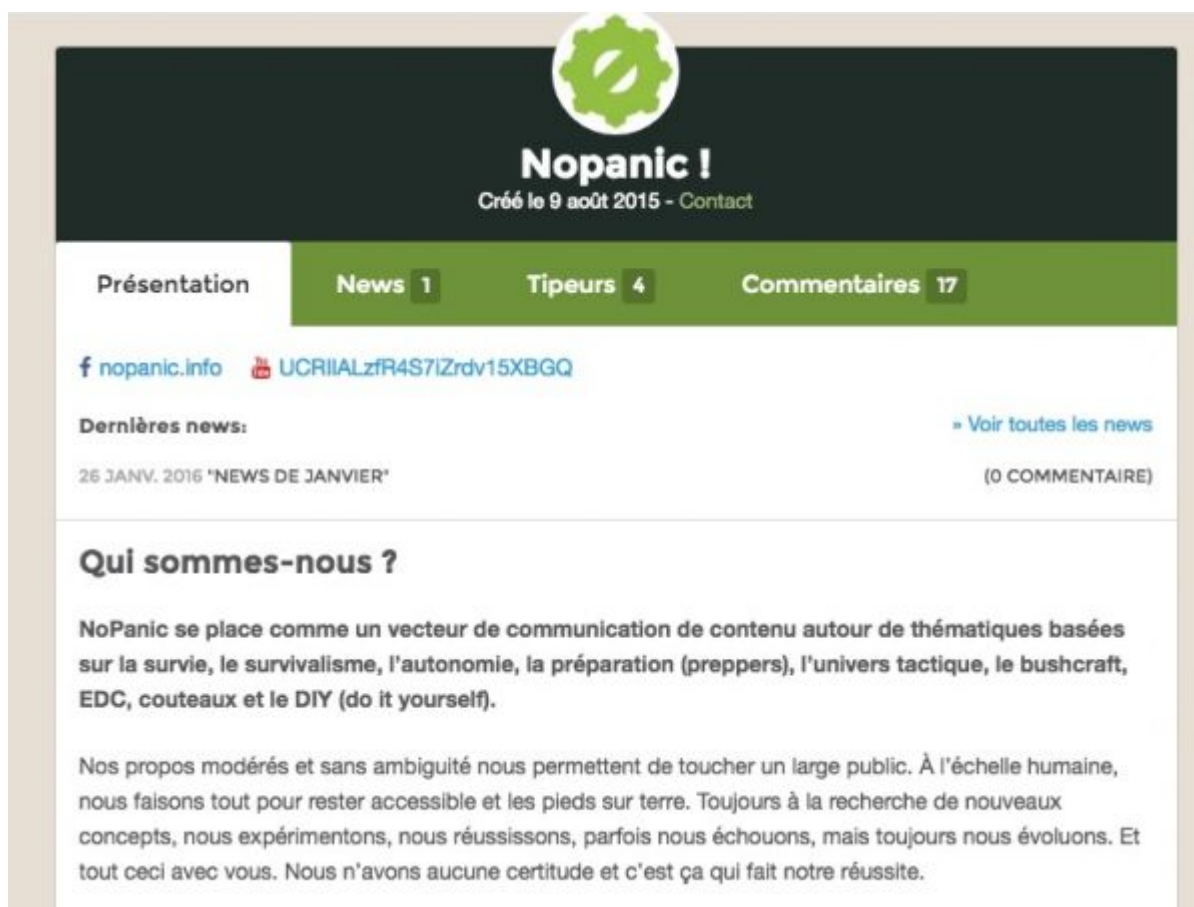 Nopanic !
Créé le 9 août 2015 - Contact
Présentation News 1 Tipeurs 4 Commentaires 17
nopanic.info UCRIIALzfR4S7iZrdv15XBGQ
Dernières news: » Voir toutes les news
26 JANV. 2016 "NEWS DE JANVIER" (0 COMMENTAIRE)
Qui sommes-nous ?
NoPanic se place comme un vecteur de communication de contenu autour de thématiques basées
sur la survie, le survivalisme, l'autonomie, la préparation (preppers), l'univers tactique, le bushcraft,
EDC, couteaux et le DIY (do it yourself).
Nos propos modérés et sans ambiguité nous permettent de toucher un large public. À l'échelle humaine,
nous faisons tout pour rester accessible et les pieds sur terre. Toujours à la recherche de nouveaux
concepts, nous expérimentons, nous réussissons, parfois nous échouons, mais toujours nous évoluons. Et
tout ceci avec vous. Nous n'avons aucune certitude et c'est ça qui fait notre réussite.